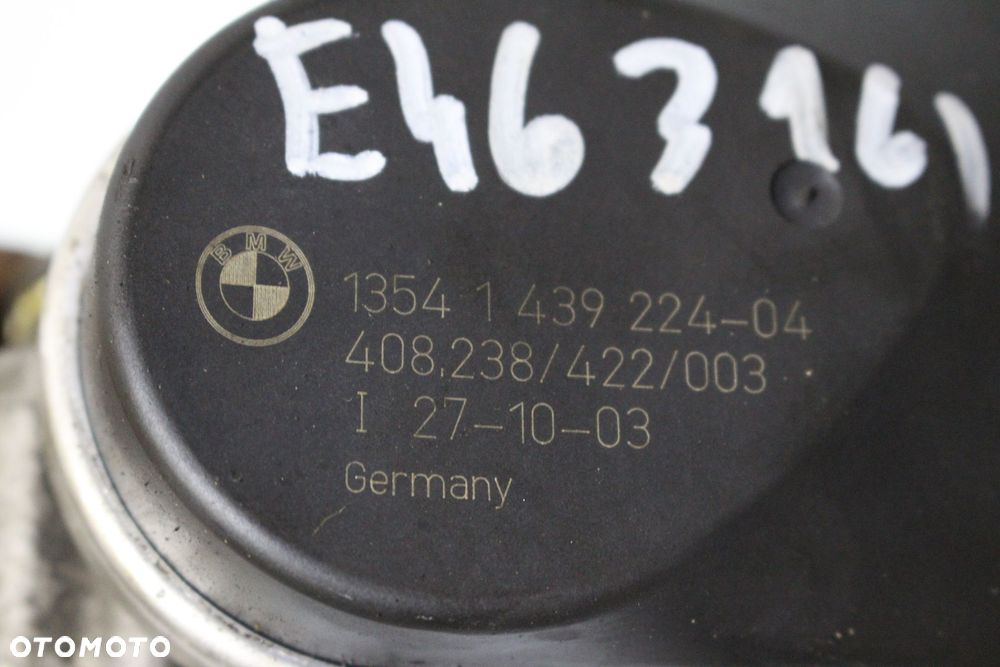 E46 316i
BMW
1354 1 439 224-04
408.238/422/003
I 27-10-03
Germany
OTOMOTO